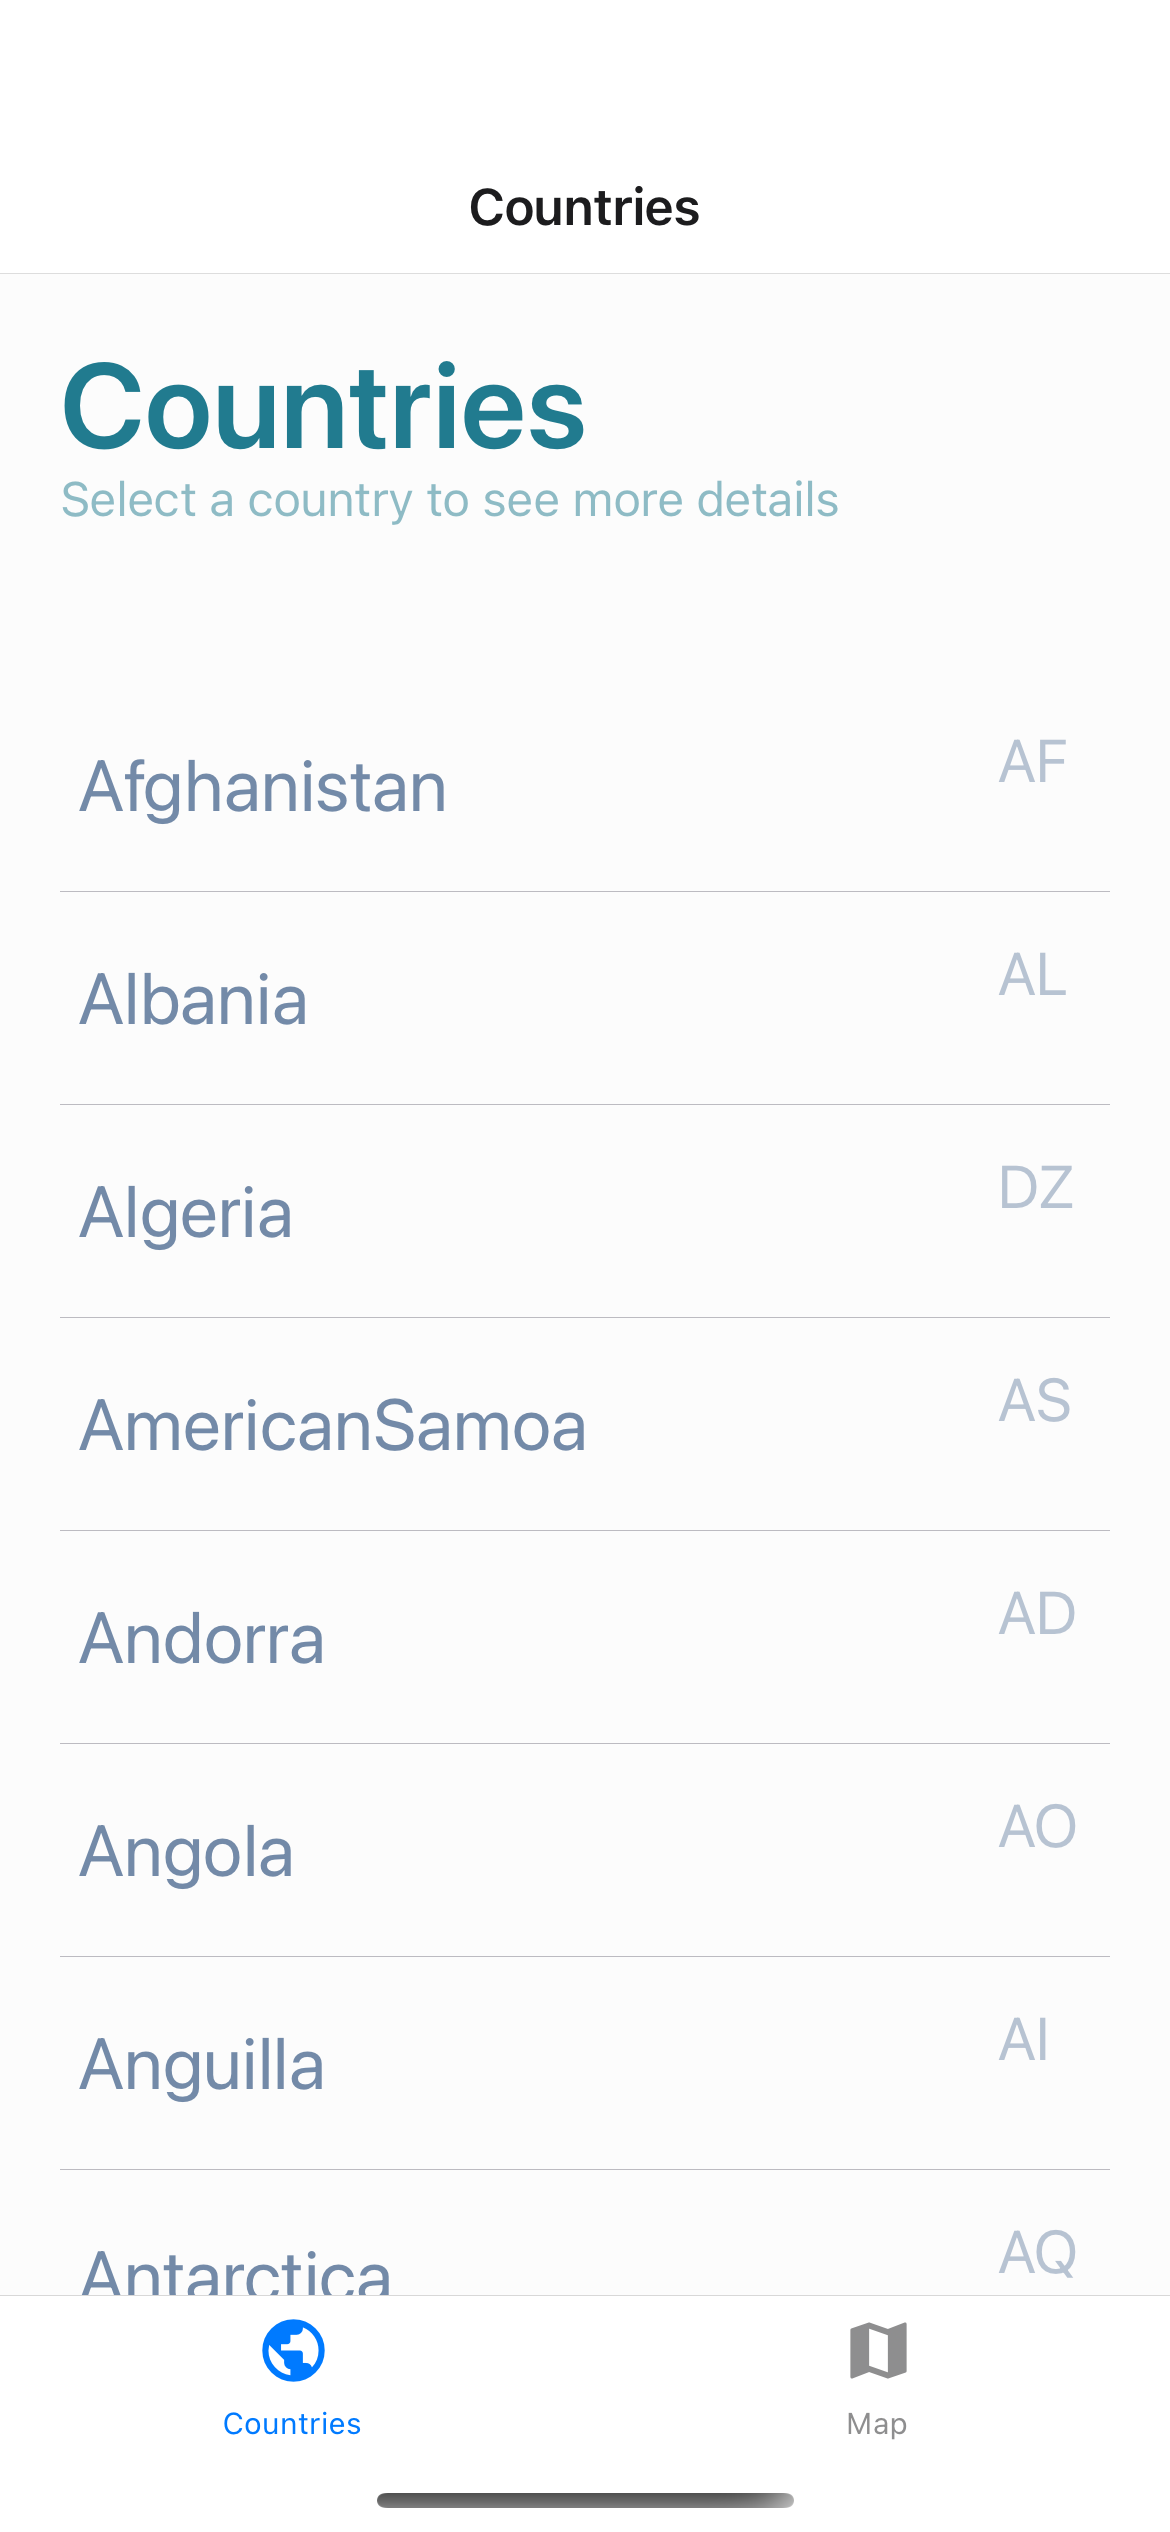 Countries
Countries
Select a country to see more details
Afghanistan AF
Albania AL
Algeria DZ
AmericanSamoa AS
Andorra AD
Angola AO
Anguilla AI
Antarctica AQ
Countries Map